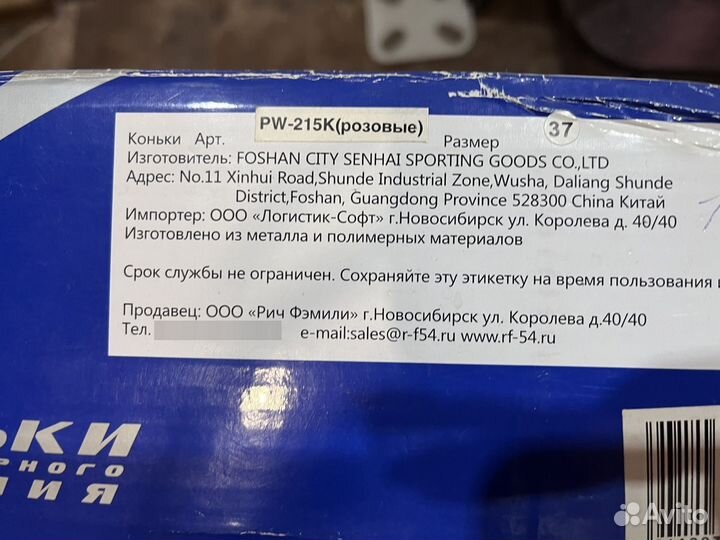 Коньки Арт. PW-215K(розовые) Размер 37
Изготовитель: FOSHAN CITY SENHAI SPORTING GOODS CO,LTD
Адрес: No.11 Xinhui Road,Shunde Industrial Zone,Wusha, Daliang Shunde
District,Foshan, Guangdong Province 528300 China Китай
Импортер: ООО «Логистик-Софт» г.Новосибирск ул. Королева д. 40/40
Изготовлено из металла и полимерных материалов
Срок службы не ограничен. Сохраняйте эту этикетку на время пользования
Продавец: ООО «Рич Фэмили» г.Новосибирск ул. Королева д.40/40
Тел.
e-mail:sales@r-f54.ru www.rf-54.ru
Avito